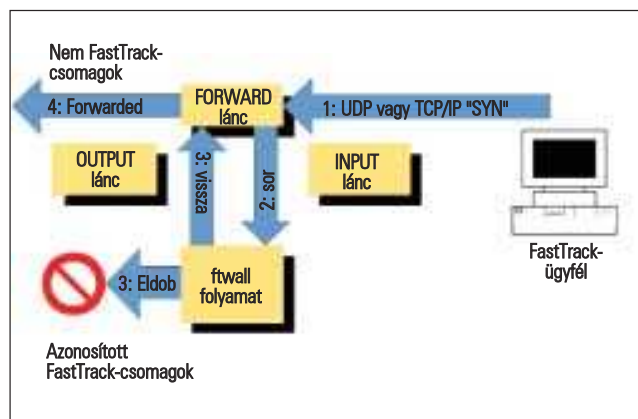 Nem FastTrack-
csomagok
4: Forwarded
FORWARD
lánc
1: UDP vagy TCP/IP "SYN"
OUTPUT
lánc
3: vissza
2: sor
INPUT
lánc
FastTrack-
ügyfél
3: Eldob
ftwall
folyamat
Azonosított
FastTrack-csomagok